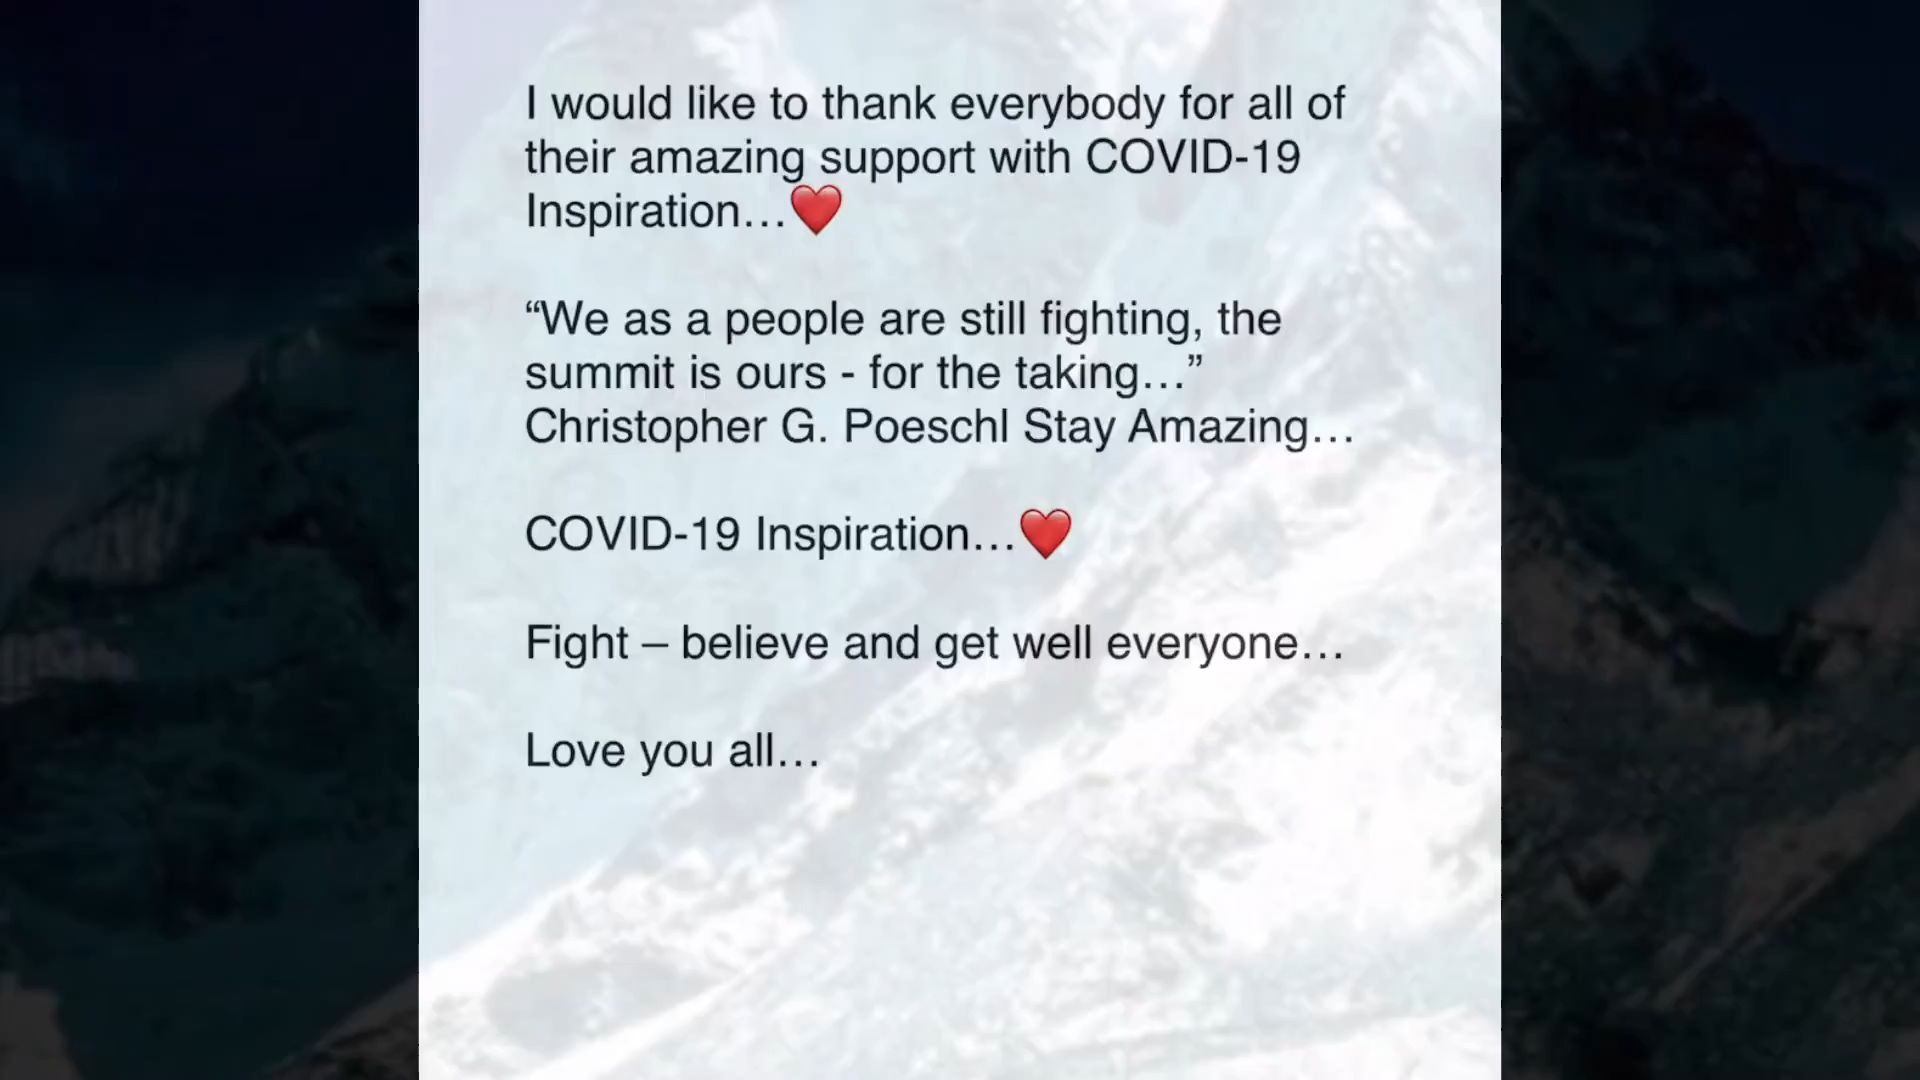 I would like to thank everybody for all of
their amazing support with COVID-19
Inspiration…❤️
“We as a people are still fighting, the
summit is ours - for the taking…”
Christopher G. Poeschl Stay Amazing…
COVID-19 Inspiration…❤️
Fight – believe and get well everyone…
Love you all…